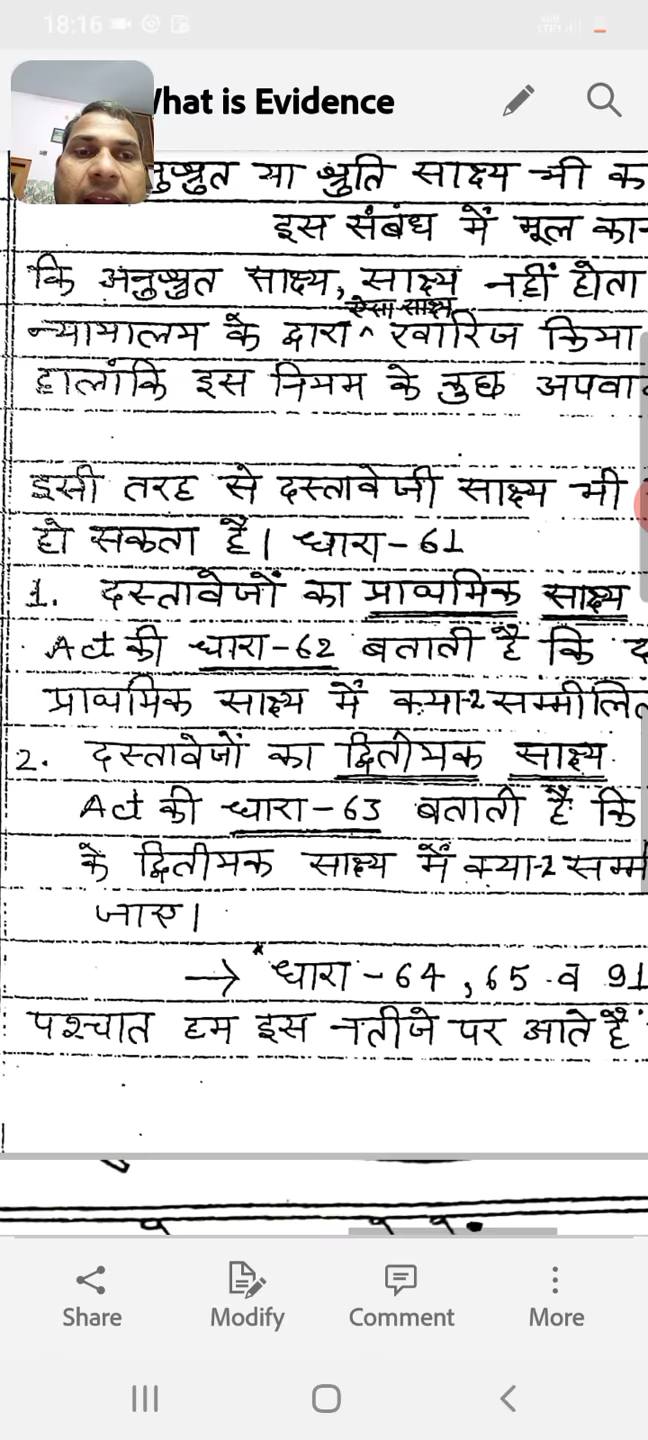 18:16
What is Evidence
नुश्रुत या श्रुति साक्ष्य भी क
इस संबंध में मूल का
कि अनुश्रुत साक्ष्य, साक्ष्य नहीं होता
ऐसा साक्ष्य
न्यायालय के द्वारा ^ खारिज किया
हालांकि इस नियम के कुछ अपवा
इसी तरह से दस्तावेजी साक्ष्य भी
हो सकता है। धारा-61
1. दस्तावेजों का प्राथमिक साक्ष्य
Act की धारा-62 बताती है कि द
प्राथमिक साक्ष्य में क्या-2 सम्मीलित
2. दस्तावेजों का द्वितीयक साक्ष्य
Act की धारा-63 बताती है कि
के द्वितीयक साक्ष्य में क्या-2 सम्मे
जाए।
→ * धारा - 64, 65 व 91
पश्चात हम इस नतीजे पर आते हैं
Share Modify Comment More